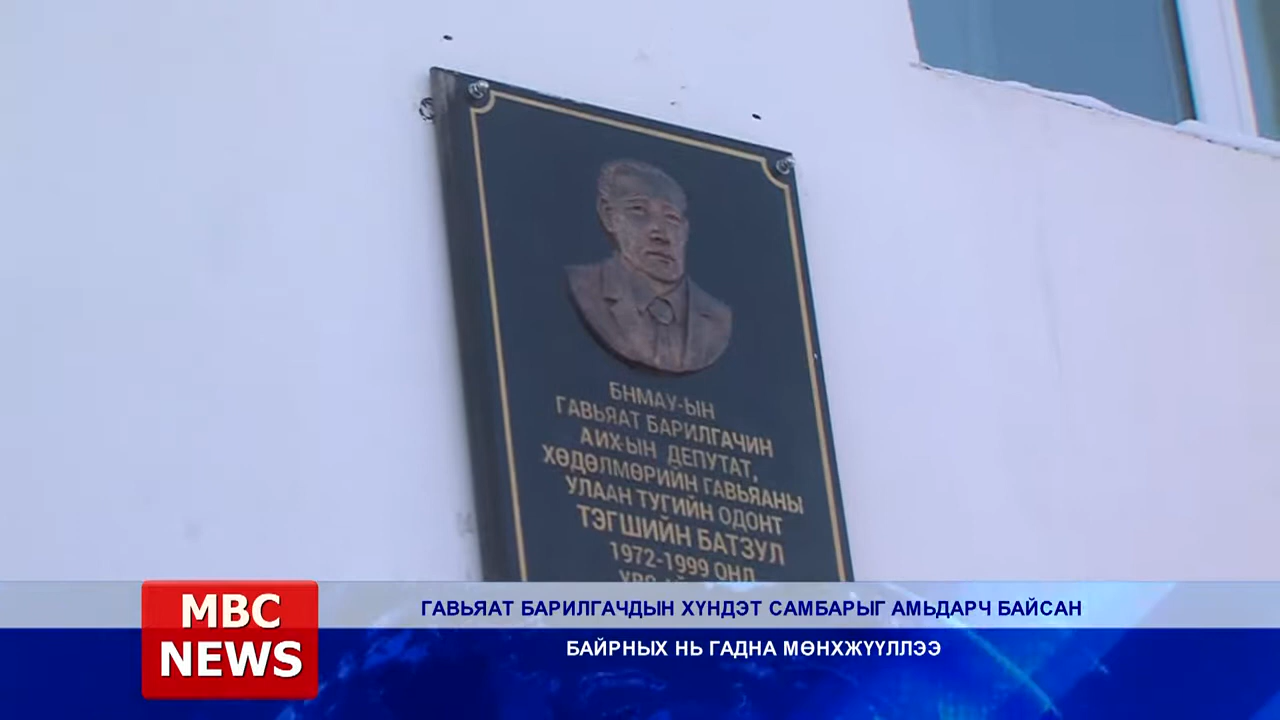 БНМАУ-ЫН
ГАВЬЯАТ БАРИЛГАЧИН
АИХ-ЫН ДЕПУТАТ,
ХӨДӨЛМӨРИЙН ГАВЬЯАНЫ
УЛААН ТУГИЙН ОДОНТ
ТЭГШИЙН БАТЗУЛ
1972-1999 ОНД
MBC
NEWS
ГАВЬЯАТ БАРИЛГАЧДЫН ХҮНДЭТ САМБАРЫГ АМЬДАРЧ БАЙСАН
БАЙРНЫХ НЬ ГАДНА МӨНХЖҮҮЛЛЭЭ